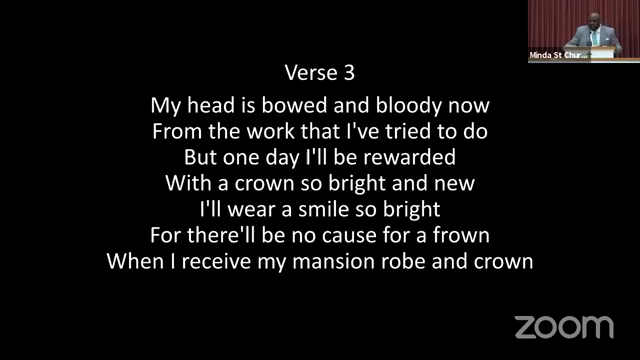 Minda St Chur...
Verse 3
My head is bowed and bloody now
From the work that I've tried to do
But one day I'll be rewarded
With a crown so bright and new
I'll wear a smile so bright
For there'll be no cause for a frown
When I receive my mansion robe and crown
zoom